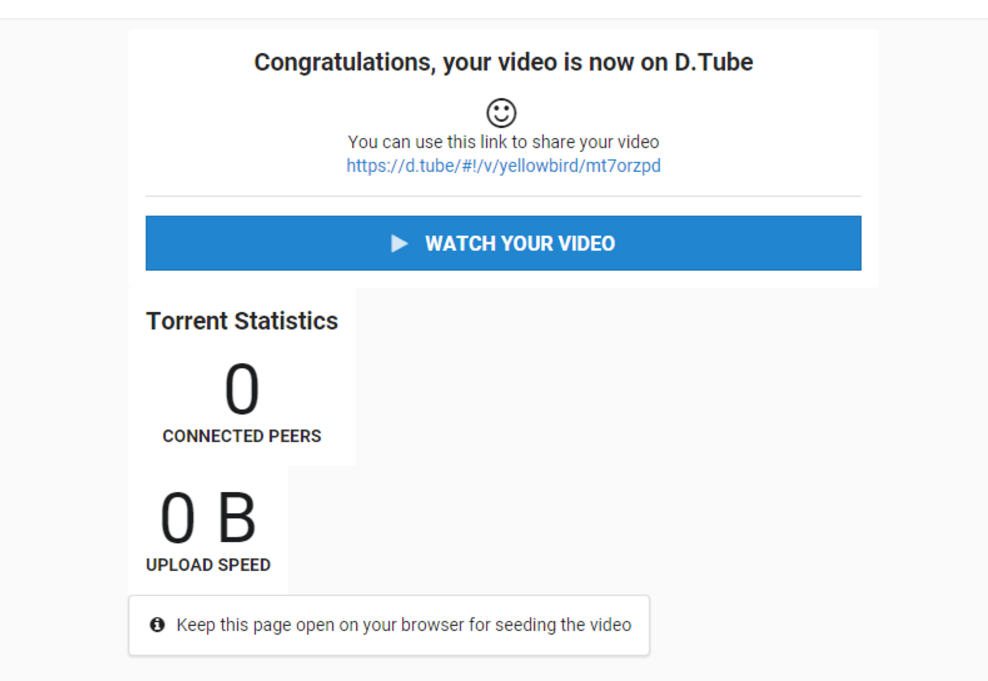 Congratulations, your video is now on D.Tube
You can use this link to share your video
https://d.tube/#!/v/yellowbird/mt7orzpd
WATCH YOUR VIDEO
Torrent Statistics
0
CONNECTED PEERS
0 B
UPLOAD SPEED
Keep this page open on your browser for seeding the video